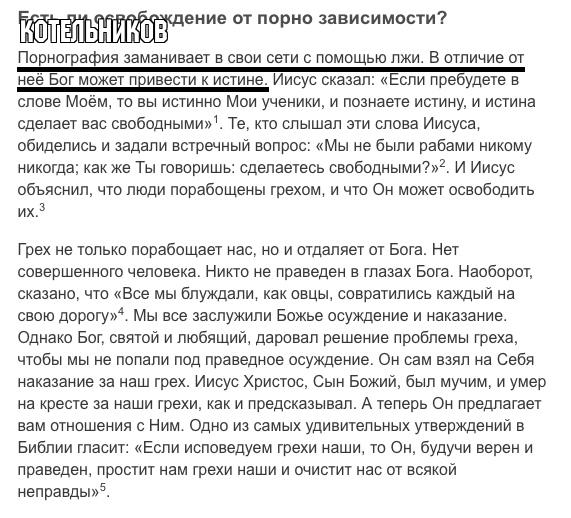 Есть ли освобождение от порно зависимости?
КОТЕЛЬНИКОВ
Порнография заманивает в свои сети с помощью лжи. В отличие от
неё Бог может привести к истине. Иисус сказал: «Если пребудете в
слове Моём, то вы истинно Мои ученики, и познаете истину, и истина
сделает вас свободными»¹. Те, кто слышал эти слова Иисуса,
обиделись и задали встречный вопрос: «Мы не были рабами никому
никогда; как же Ты говоришь: сделаетесь свободными?»². И Иисус
объяснил, что люди порабощены грехом, и что Он может освободить
их.³
Грех не только порабощает нас, но и отдаляет от Бога. Нет
совершенного человека. Никто не праведен в глазах Бога. Наоборот,
сказано, что «Все мы блуждали, как овцы, совратились каждый на
свою дорогу»⁴. Мы все заслужили Божье осуждение и наказание.
Однако Бог, святой и любящий, даровал решение проблемы греха,
чтобы мы не попали под праведное осуждение. Он сам взял на Себя
наказание за наш грех. Иисус Христос, Сын Божий, был мучим, и умер
на кресте за наши грехи, как и предсказывал. А теперь Он предлагает
вам отношения с Ним. Одно из самых удивительных утверждений в
Библии гласит: «Если исповедуем грехи наши, то Он, будучи верен и
праведен, простит нам грехи наши и очистит нас от всякой
неправды»⁵.